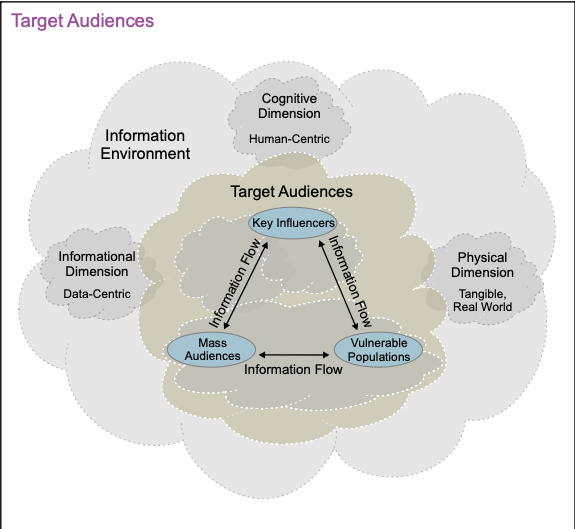 Target Audiences
Cognitive
Dimension
Human-Centric
Information
Environment
Target Audiences
Key Influencers
Informational
Dimension
Data-Centric
Information Flow
Information Flow
Physical
Dimension
Tangible,
Real World
Mass
Audiences
Vulnerable
Populations
Information Flow